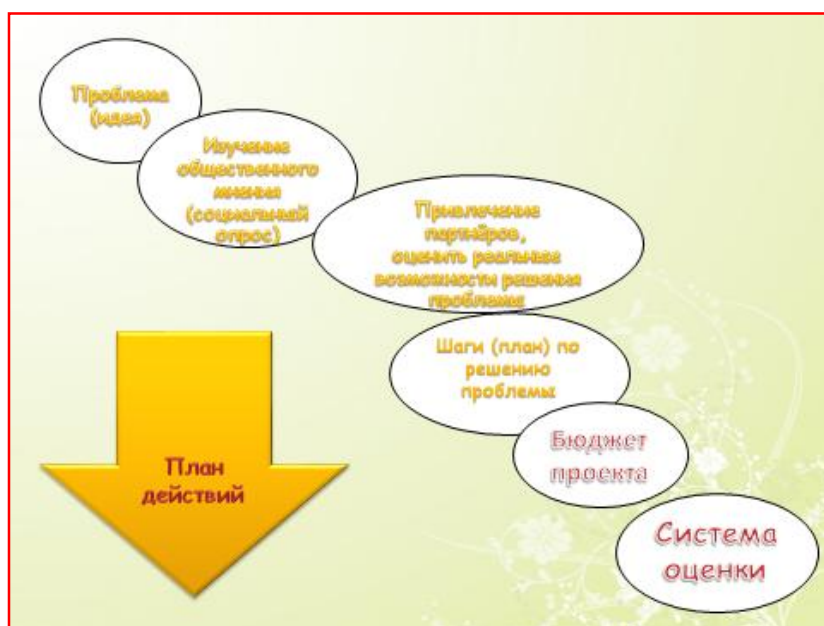 Проблема
(идея)
Изучение
общественного
мнения
(социальный
опрос)
Привлечение
партнёров,
оценить реальные
возможности решения
проблемы
Шаги (план) по
решению
проблемы
Бюджет
проекта
Система
оценки
План
действий